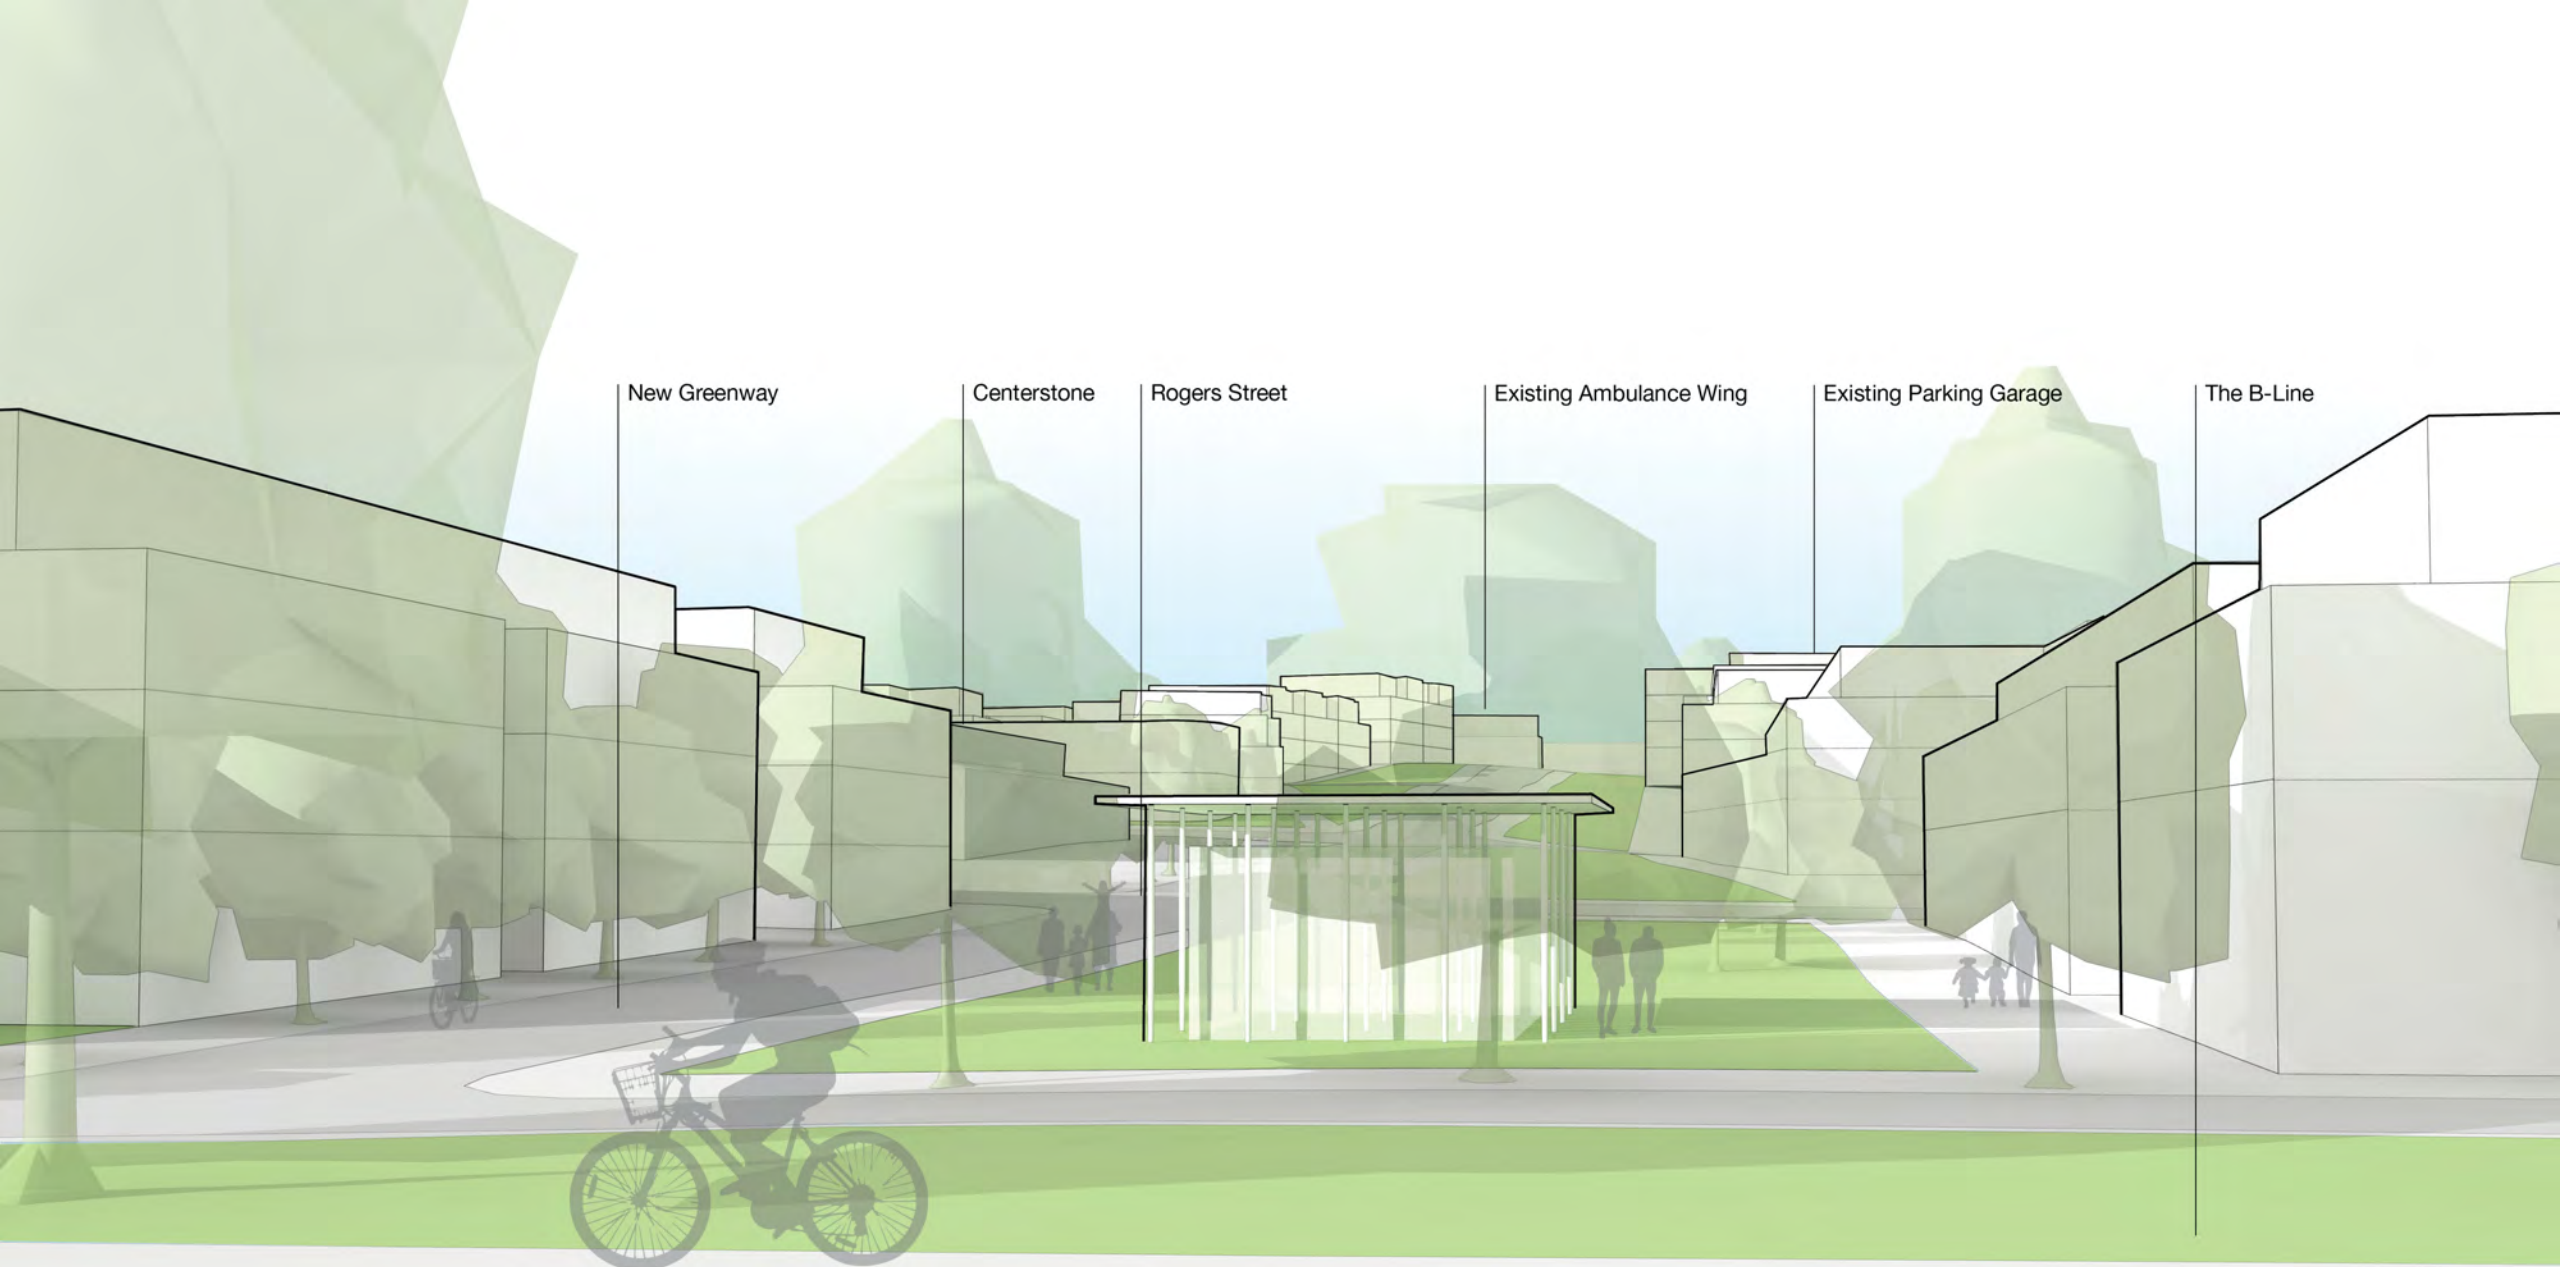 New Greenway
Centerstone
Rogers Street
Existing Ambulance Wing
Existing Parking Garage
The B-Line